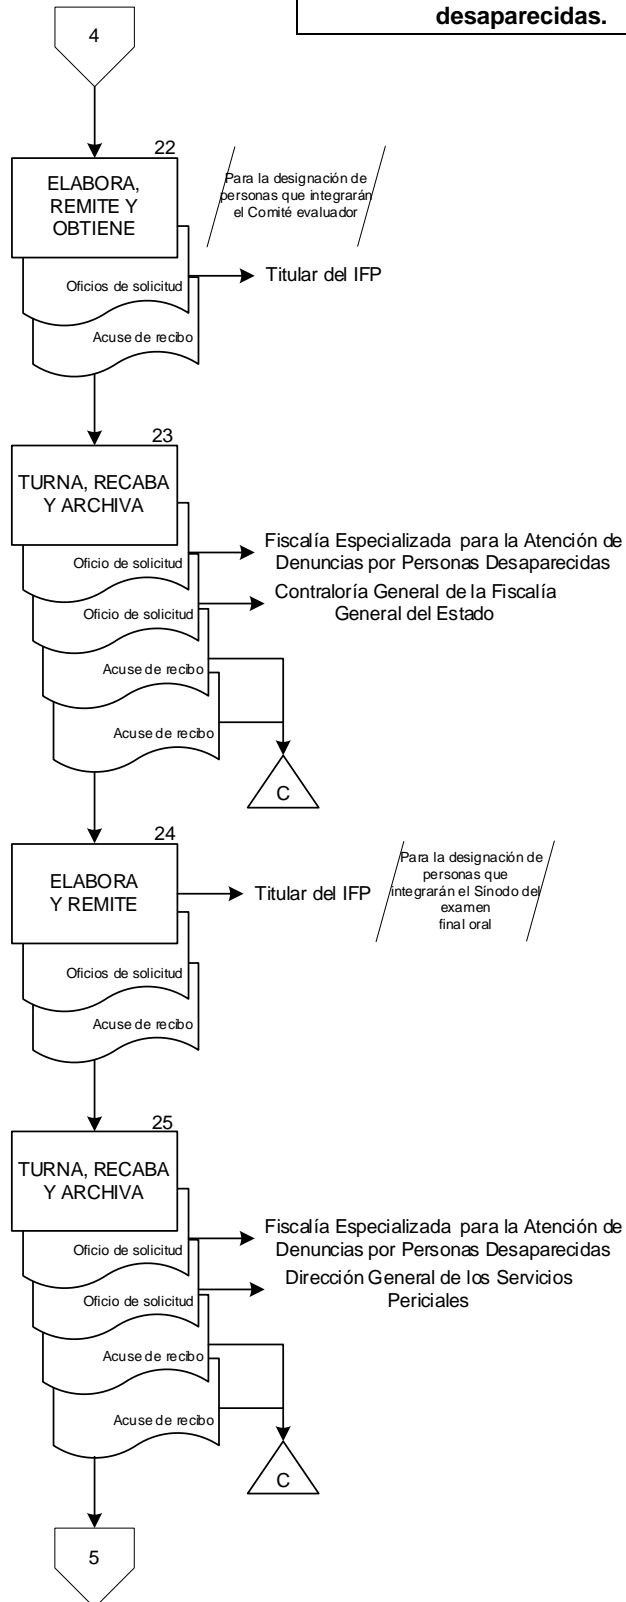 desaparecidas.
4
22
ELABORA,
REMITE Y
OBTIENE
Para la designación de
personas que integrarán
el Comité evaluador
Oficios de solicitud
Titular del IFP
Acuse de recibo
23
TURNA, RECABA
Y ARCHIVA
Oficio de solicitud
Fiscalía Especializada para la Atención de
Denuncias por Personas Desaparecidas
Oficio de solicitud
Contraloría General de la Fiscalía
General del Estado
Acuse de recibo
Acuse de recibo
C
24
ELABORA
Y REMITE
Titular del IFP
Para la designación de
personas que
integrarán el Sínodo del
examen
final oral
Oficios de solicitud
Acuse de recibo
25
TURNA, RECABA
Y ARCHIVA
Oficio de solicitud
Fiscalía Especializada para la Atención de
Denuncias por Personas Desaparecidas
Oficio de solicitud
Dirección General de los Servicios
Periciales
Acuse de recibo
Acuse de recibo
C
5